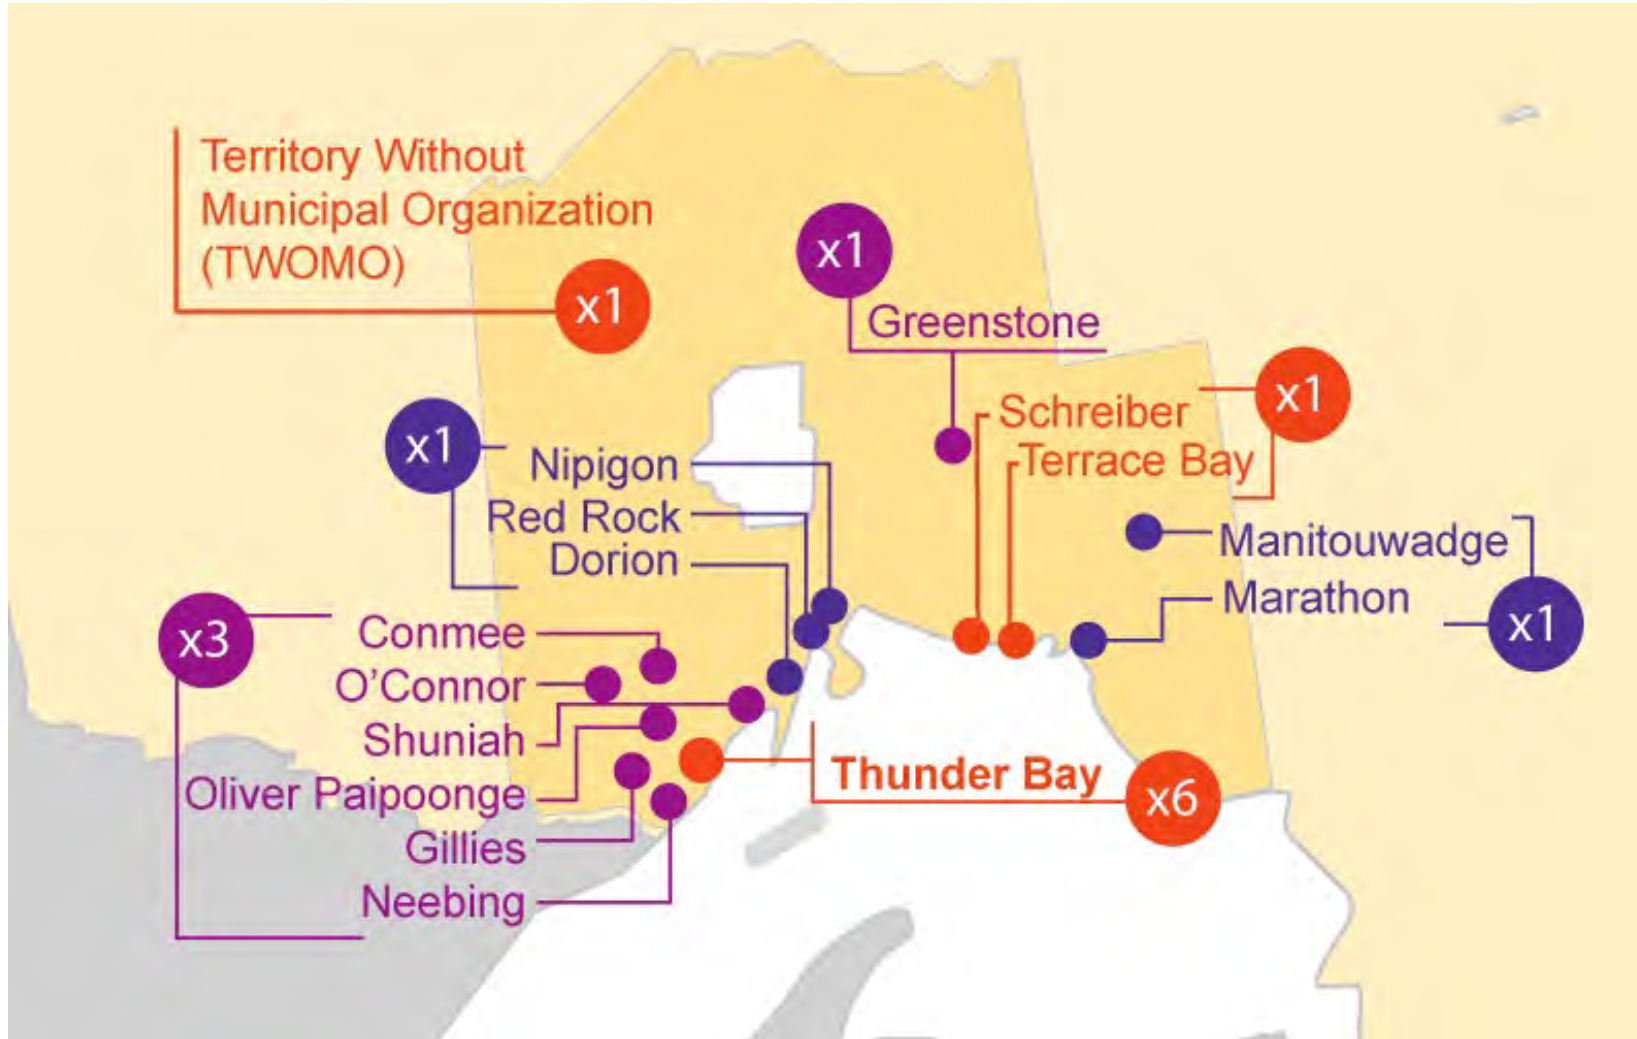 Territory Without
Municipal Organization
(TWOMO)
x1
x1
Greenstone
x1
Schreiber
Terrace Bay
x1
Nipigon
Red Rock
Dorion
Manitouwadge
Marathon
x1
x3
Conmee
O'Connor
Shuniah
Oliver Paipoonge
Gillies
Neebing
Thunder Bay
x6